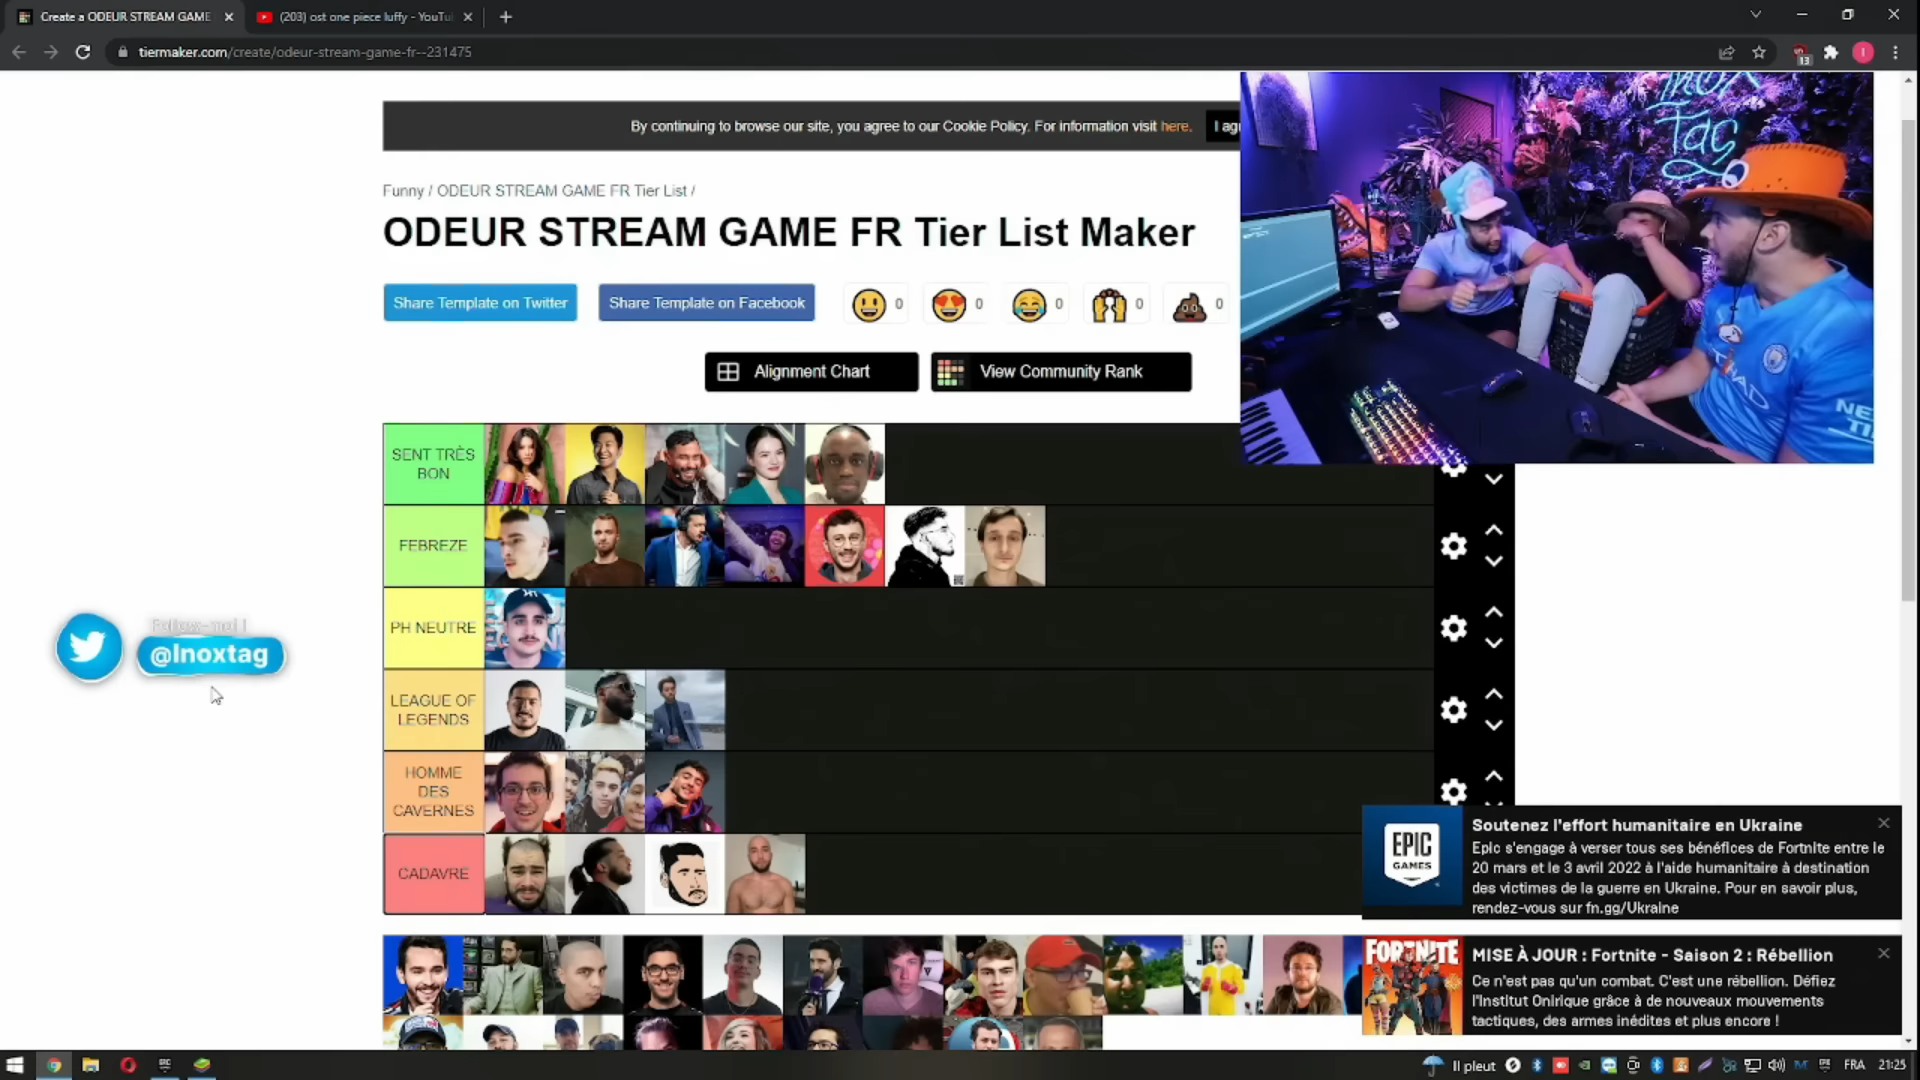 Create a ODEUR STREAM GAME
(203) ost one piece luffy - YouTu
tiermaker.com/create/odeur-stream-game-fr--231475
13
I
By continuing to browse our site, you agree to our Cookie Policy. For information visit here.
I ag
Funny / ODEUR STREAM GAME FR Tier List /
ODEUR STREAM GAME FR Tier List Maker
Share Template on Twitter
Share Template on Facebook
0
0
0
0
0
Alignment Chart
View Community Rank
Inox
Tag
SENT TRÈS
BON
FEBREZE
PH NEUTRE
LEAGUE OF
LEGENDS
HOMME
DES
CAVERNES
CADAVRE
Follow-moi !
@Inoxtag
EPIC
GAMES
Soutenez l'effort humanitaire en Ukraine
Epic s'engage à verser tous ses bénéfices de Fortnite entre le
20 mars et le 3 avril 2022 à l'aide humanitaire à destination
des victimes de la guerre en Ukraine. Pour en savoir plus,
rendez-vous sur fn.gg/Ukraine
FORTNITE
MISE À JOUR : Fortnite - Saison 2 : Rébellion
Ce n'est pas qu'un combat. C'est une rébellion. Défiez
l'Institut Onirique grâce à de nouveaux mouvements
tactiques, des armes inédites et plus encore !
Il pleut
FRA
21:25